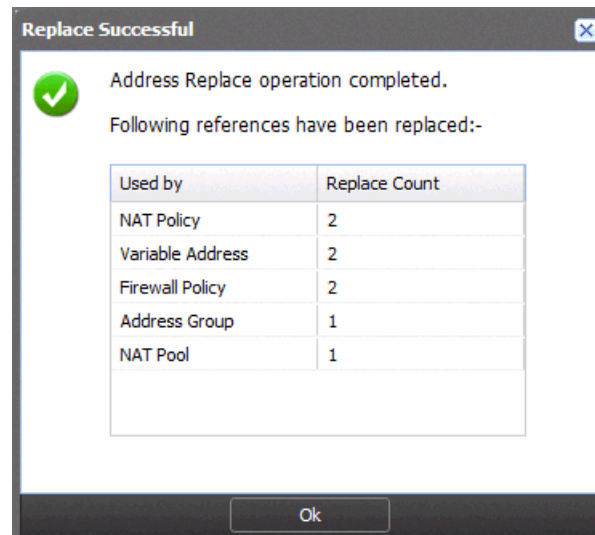 Replace Successful
Address Replace operation completed.
Following references have been replaced:-
Used by Replace Count
NAT Policy 2
Variable Address 2
Firewall Policy 2
Address Group 1
NAT Pool 1
Ok